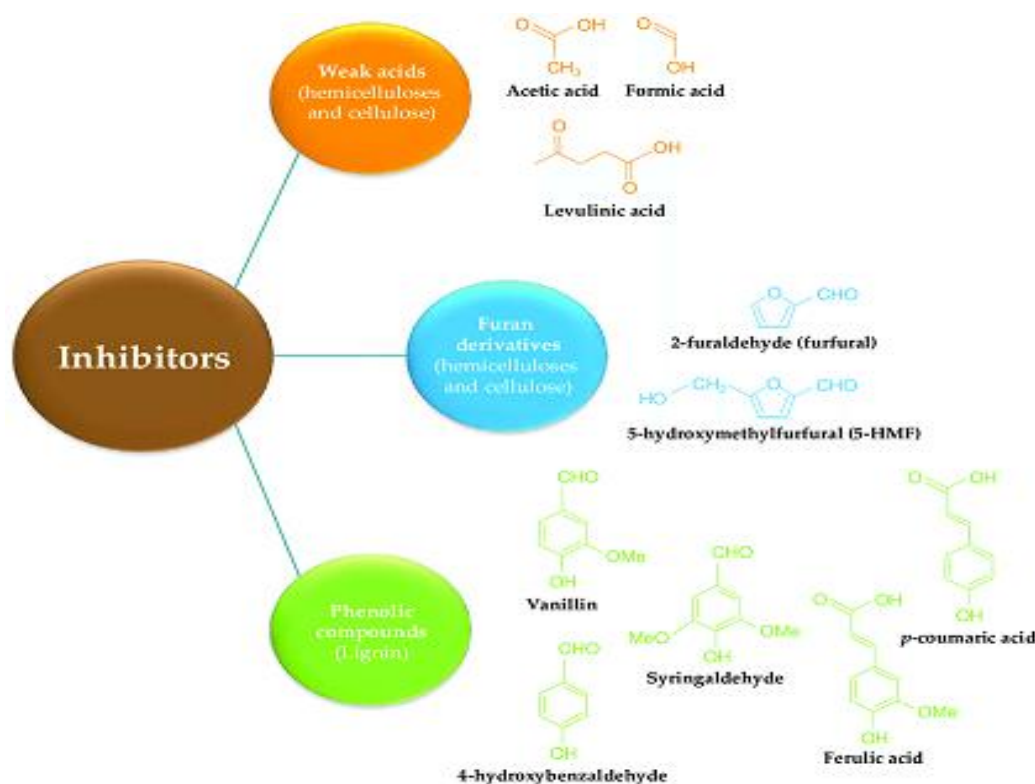 Inhibitors
Weak acids
(hemicelluloses
and cellulose)
O
OH
CH3
Acetic acid
O
OH
Formic acid
O
OH
O
Levulinic acid
Furan
derivatives
(hemicelluloses
and cellulose)
O
CHO
2-furaldehyde (furfural)
HO
CH2
O
CHO
5-hydroxymethylfurfural (5-HMF)
Phenolic
compounds
(Lignin)
CHO
OMe
OH
Vanillin
CHO
MeO
OMe
OH
Syringaldehyde
O
OH
OH
p-coumaric acid
CHO
OH
4-hydroxybenzaldehyde
O
OH
OMe
OH
Ferulic acid